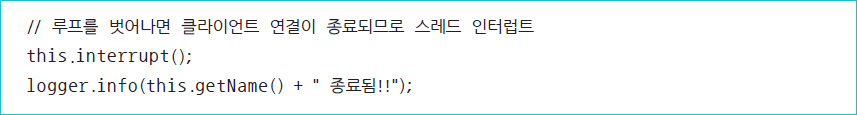 // 루프를 벗어나면 클라이언트 연결이 종료되므로 스레드 인터럽트
this.interrupt();
logger.info(this.getName() + " 종료됨!!");